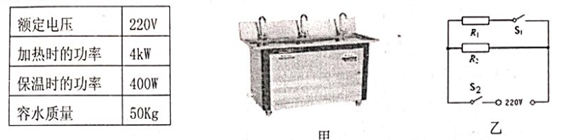 额定电压 220V
加热时的功率 4kW
保温时的功率 400W
容水质量 50Kg
甲
R₁ S₁
R₂
S₂ 220V
乙